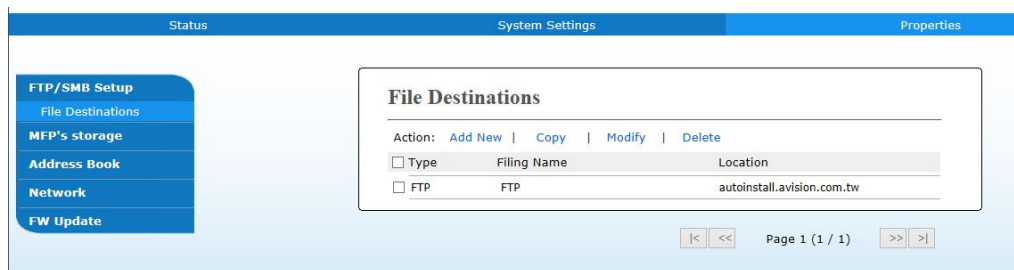 Status System Settings Properties
FTP/SMB Setup
File Destinations
MFP's storage
Address Book
Network
FW Update
File Destinations
Action: Add New | Copy | Modify | Delete
Type Filing Name Location
FTP FTP autoinstall.avision.com.tw
|< << Page 1 (1 / 1) >> >|